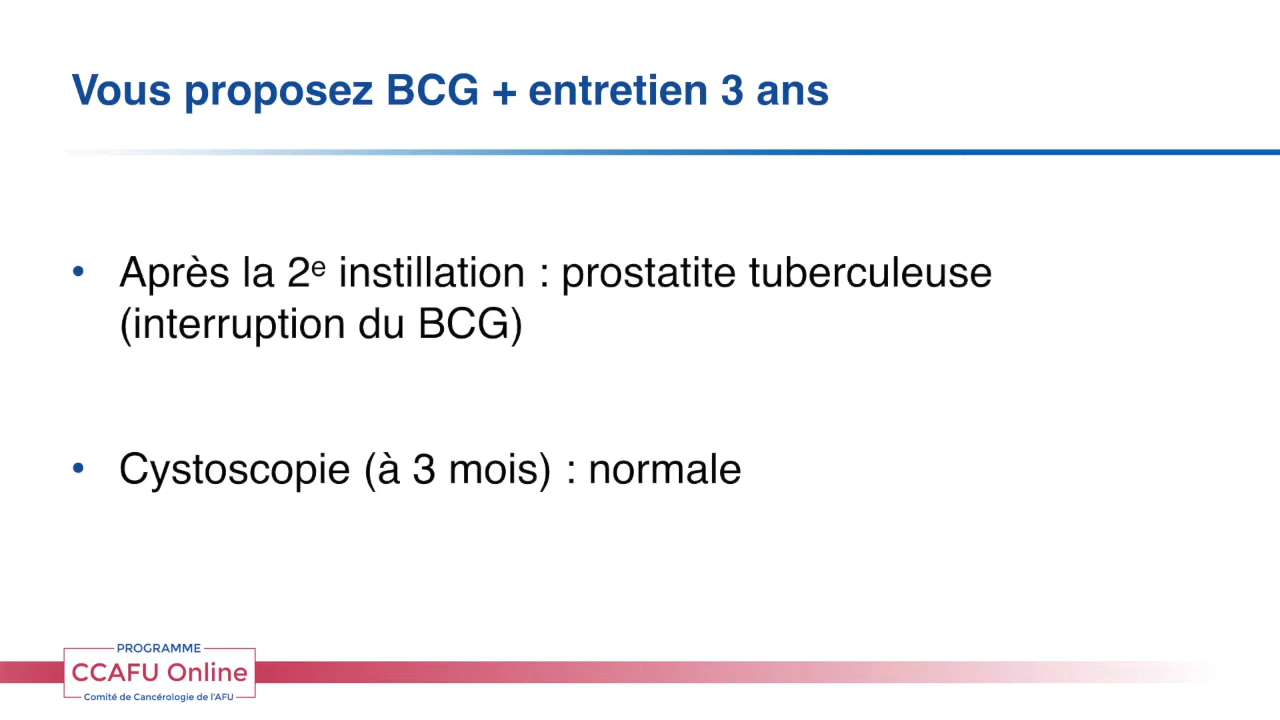 Vous proposez BCG + entretien 3 ans
• Après la 2ᵉ instillation : prostatite tuberculeuse
(interruption du BCG)
• Cystoscopie (à 3 mois) : normale
PROGRAMME
CCAFU Online
Comité de Cancérologie de l'AFU